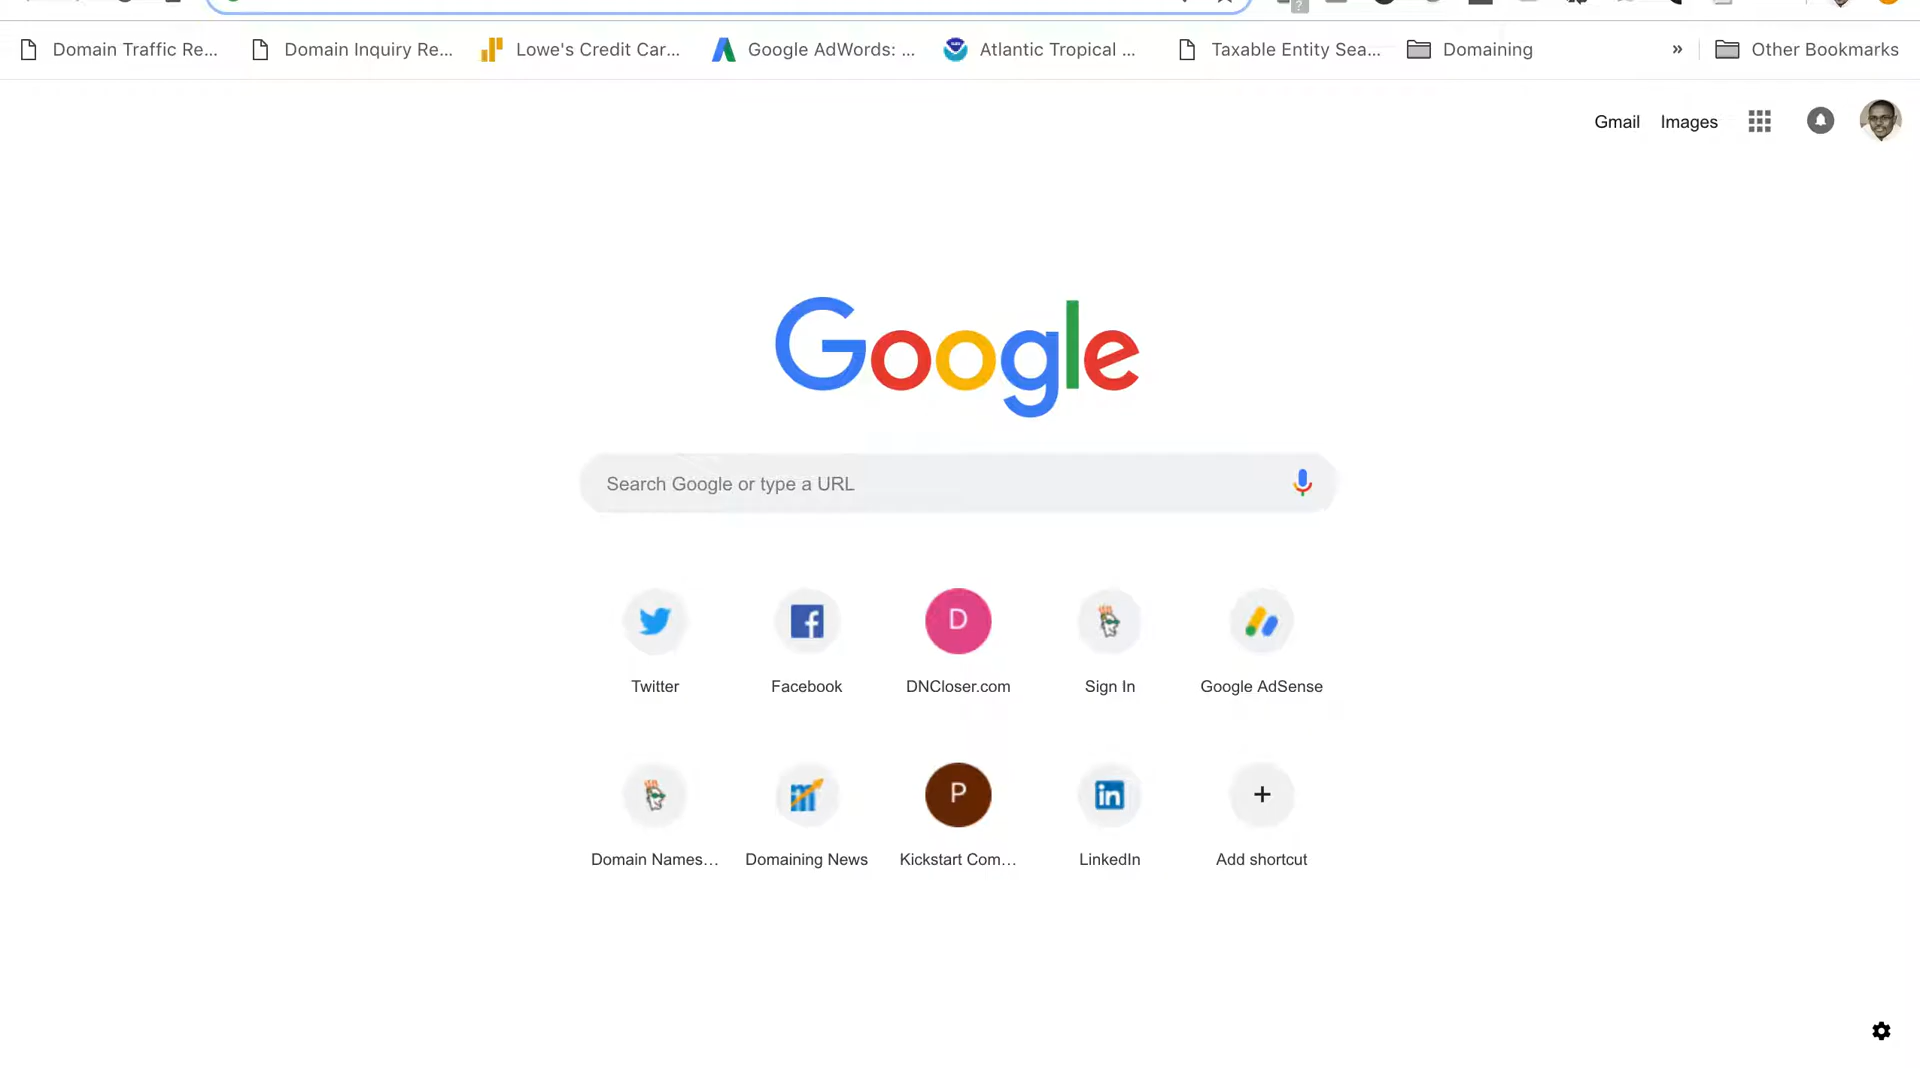 Domain Traffic Re... Domain Inquiry Re... Lowe's Credit Car... Google AdWords: ... Atlantic Tropical ... Taxable Entity Sea... Domaining » Other Bookmarks
Gmail Images
Google
Search Google or type a URL
D
Twitter Facebook DNCloser.com Sign In Google AdSense
P
in
Domain Names... Domaining News Kickstart Com... LinkedIn Add shortcut